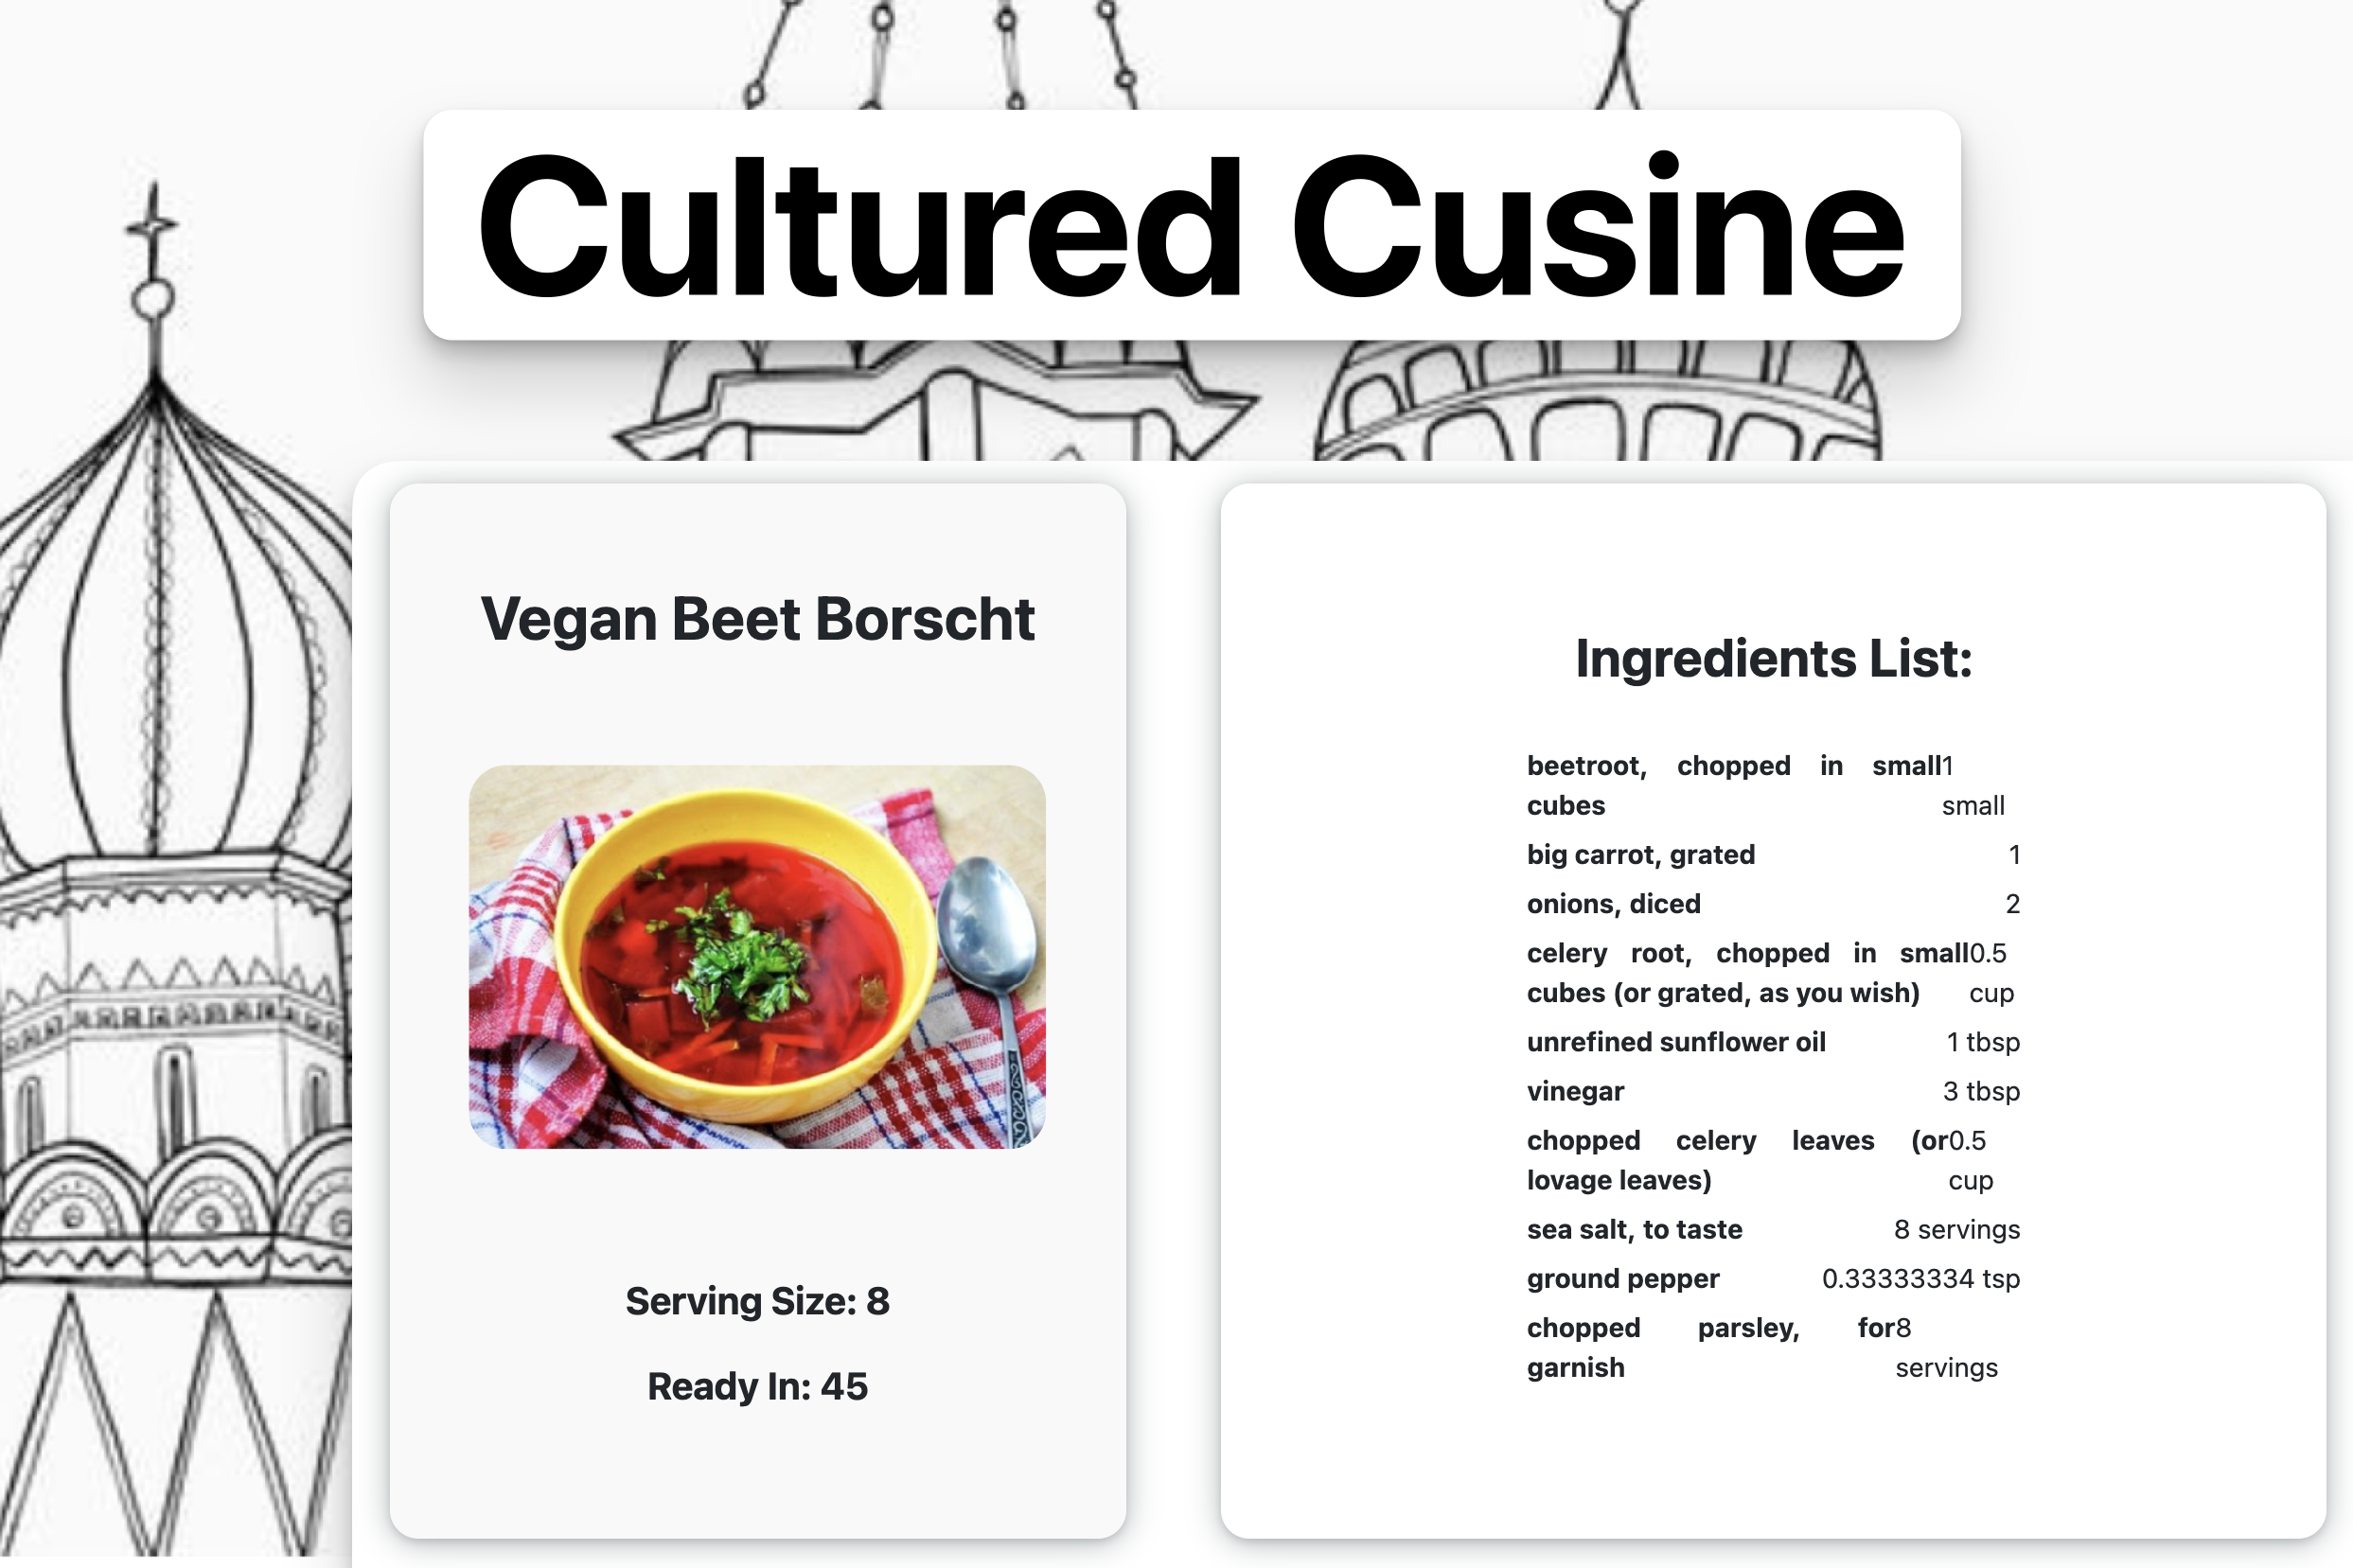 Cultured Cusine
Vegan Beet Borscht
Serving Size: 8
Ready In: 45
Ingredients List:
beetroot, chopped in small 1
cubes small
big carrot, grated 1
onions, diced 2
celery root, chopped in small 0.5
cubes (or grated, as you wish) cup
unrefined sunflower oil 1 tbsp
vinegar 3 tbsp
chopped celery leaves (or 0.5
lovage leaves) cup
sea salt, to taste 8 servings
ground pepper 0.33333334 tsp
chopped parsley, for 8
garnish servings